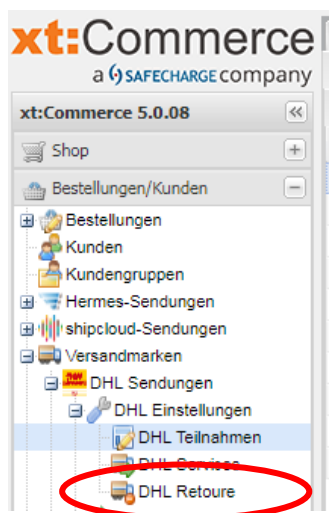 xt:Commerce
a SAFECHARGE company
xt:Commerce 5.0.08
Shop
Bestellungen/Kunden
Bestellungen
Kunden
Kundengruppen
Hermes-Sendungen
shipcloud-Sendungen
Versandmarken
DHL Sendungen
DHL Einstellungen
DHL Teilnahmen
DHL Services
DHL Retoure